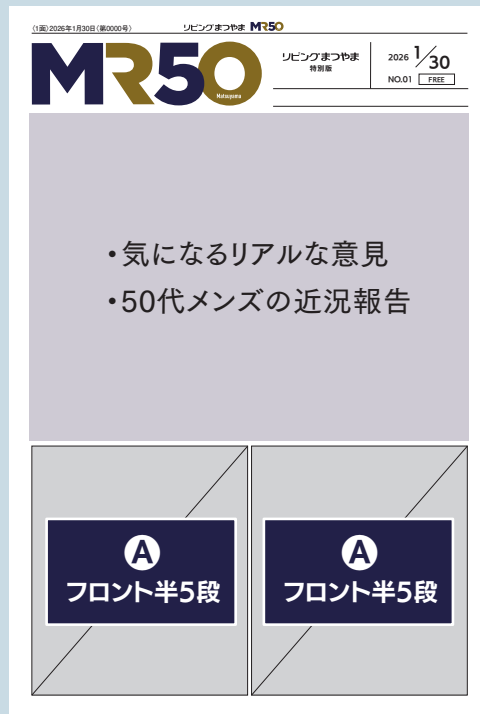 (1面)2026年1月30日(第0000号)
リビングまつやま MR50
MR50
Matsuyama
リビングまつやま
特別版
2026 1/30
NO.01 FREE
・気になるリアルな意見
・50代メンズの近況報告
A
フロント半5段
A
フロント半5段